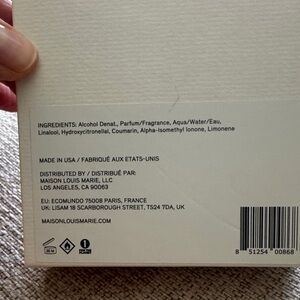 INGREDIENTS: Alcohol Denat., Parfum/Fragrance, Aqua/Water/Eau,
Linalool, Hydroxycitronellal, Coumarin, Alpha-Isomethyl Ionone, Limonene
MADE IN USA / FABRIQUÉ AUX ETATS-UNIS
DISTRIBUTED BY / DISTRIBUÉ PAR:
MAISON LOUIS MARIE, LLC
LOS ANGELES, CA 90063
EU: ECOMUNDO 75008 PARIS, FRANCE
UK: LISAM 18 SCARBOROUGH STREET, TS24 7DA, UK
MAISONLOUISMARIE.COM
8 51254 00868